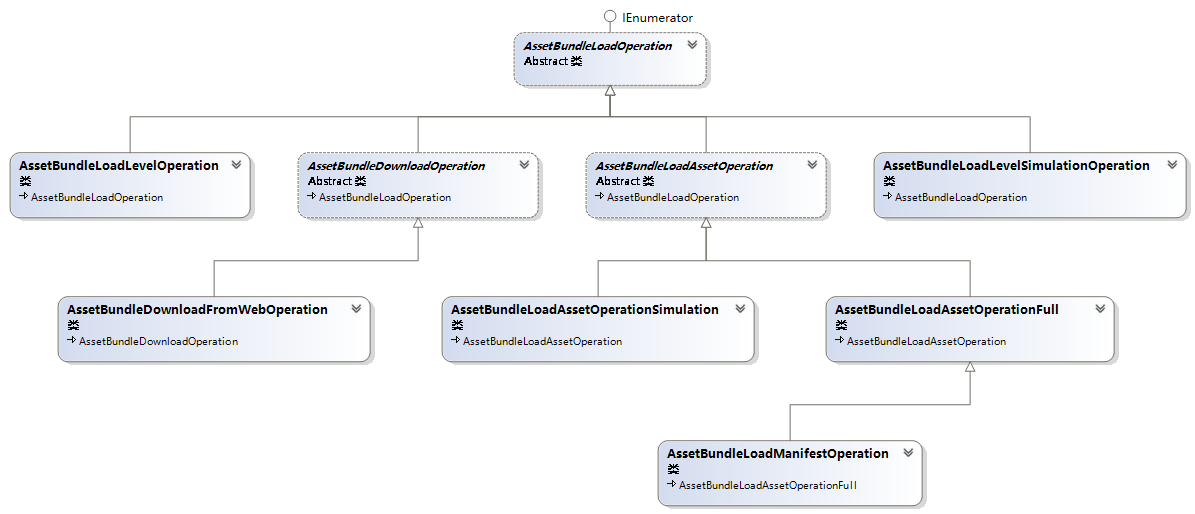 IEnumerator
AssetBundleLoadOperation
Abstract
AssetBundleLoadLevelOperation
AssetBundleLoadOperation
AssetBundleDownloadOperation
Abstract
AssetBundleLoadOperation
AssetBundleLoadAssetOperation
Abstract
AssetBundleLoadOperation
AssetBundleLoadLevelSimulationOperation
AssetBundleLoadOperation
AssetBundleDownloadFromWebOperation
AssetBundleDownloadOperation
AssetBundleLoadAssetOperationSimulation
AssetBundleLoadAssetOperation
AssetBundleLoadAssetOperationFull
AssetBundleLoadAssetOperation
AssetBundleLoadManifestOperation
AssetBundleLoadAssetOperationFull